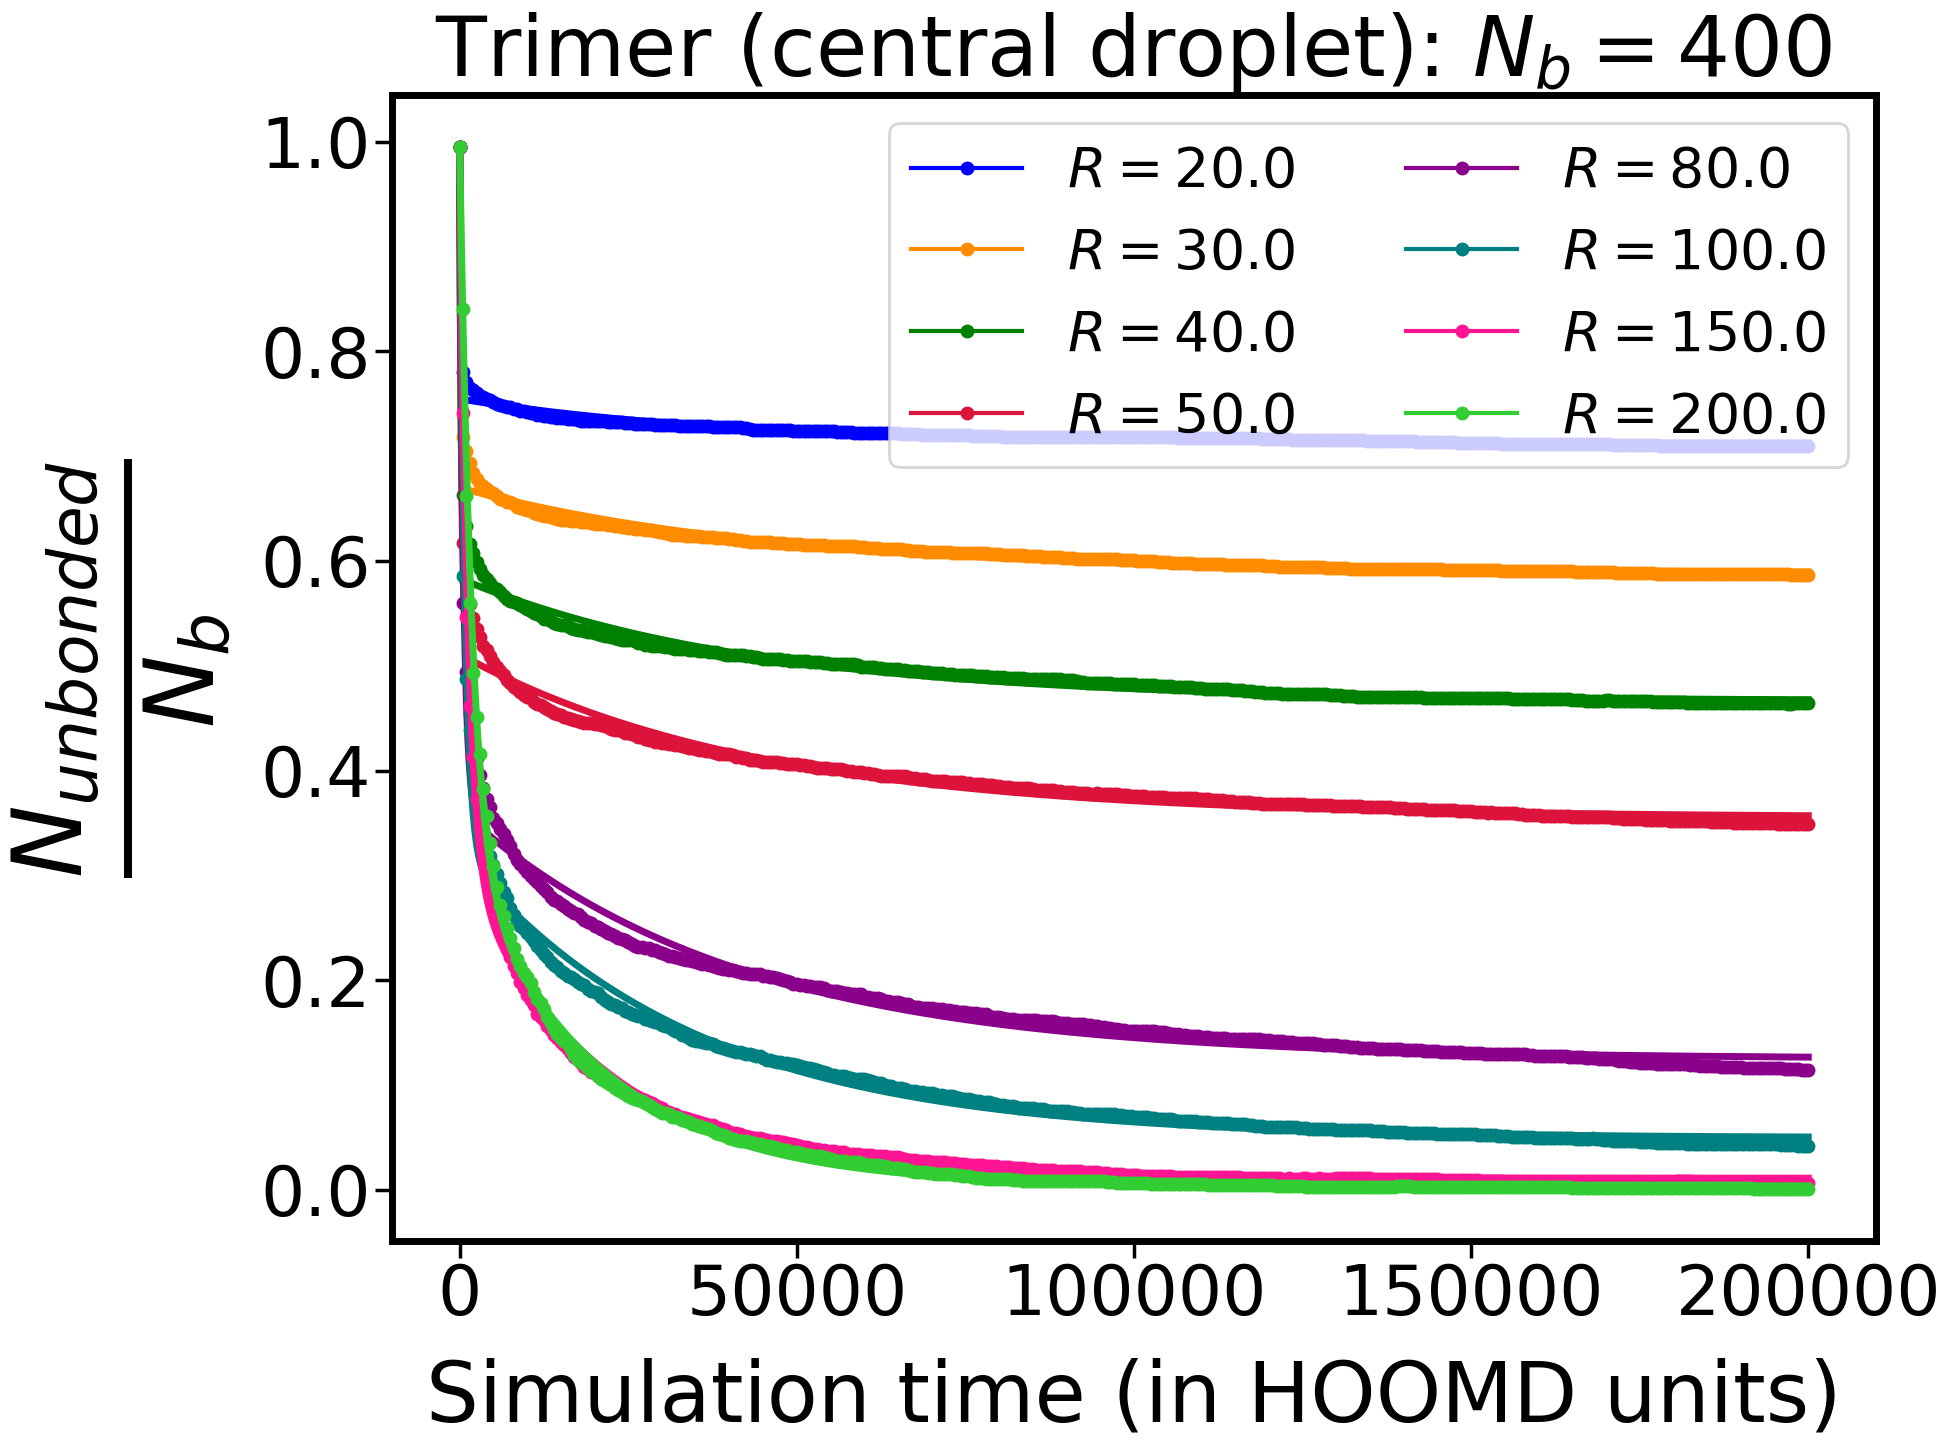 Trimer (central droplet): N_b = 400
N_unbonded
N_b
1.0
0.8
0.6
0.4
0.2
0.0
R = 20.0
R = 30.0
R = 40.0
R = 50.0
R = 80.0
R = 100.0
R = 150.0
R = 200.0
0 50000 100000 150000 200000
Simulation time (in HOOMD units)